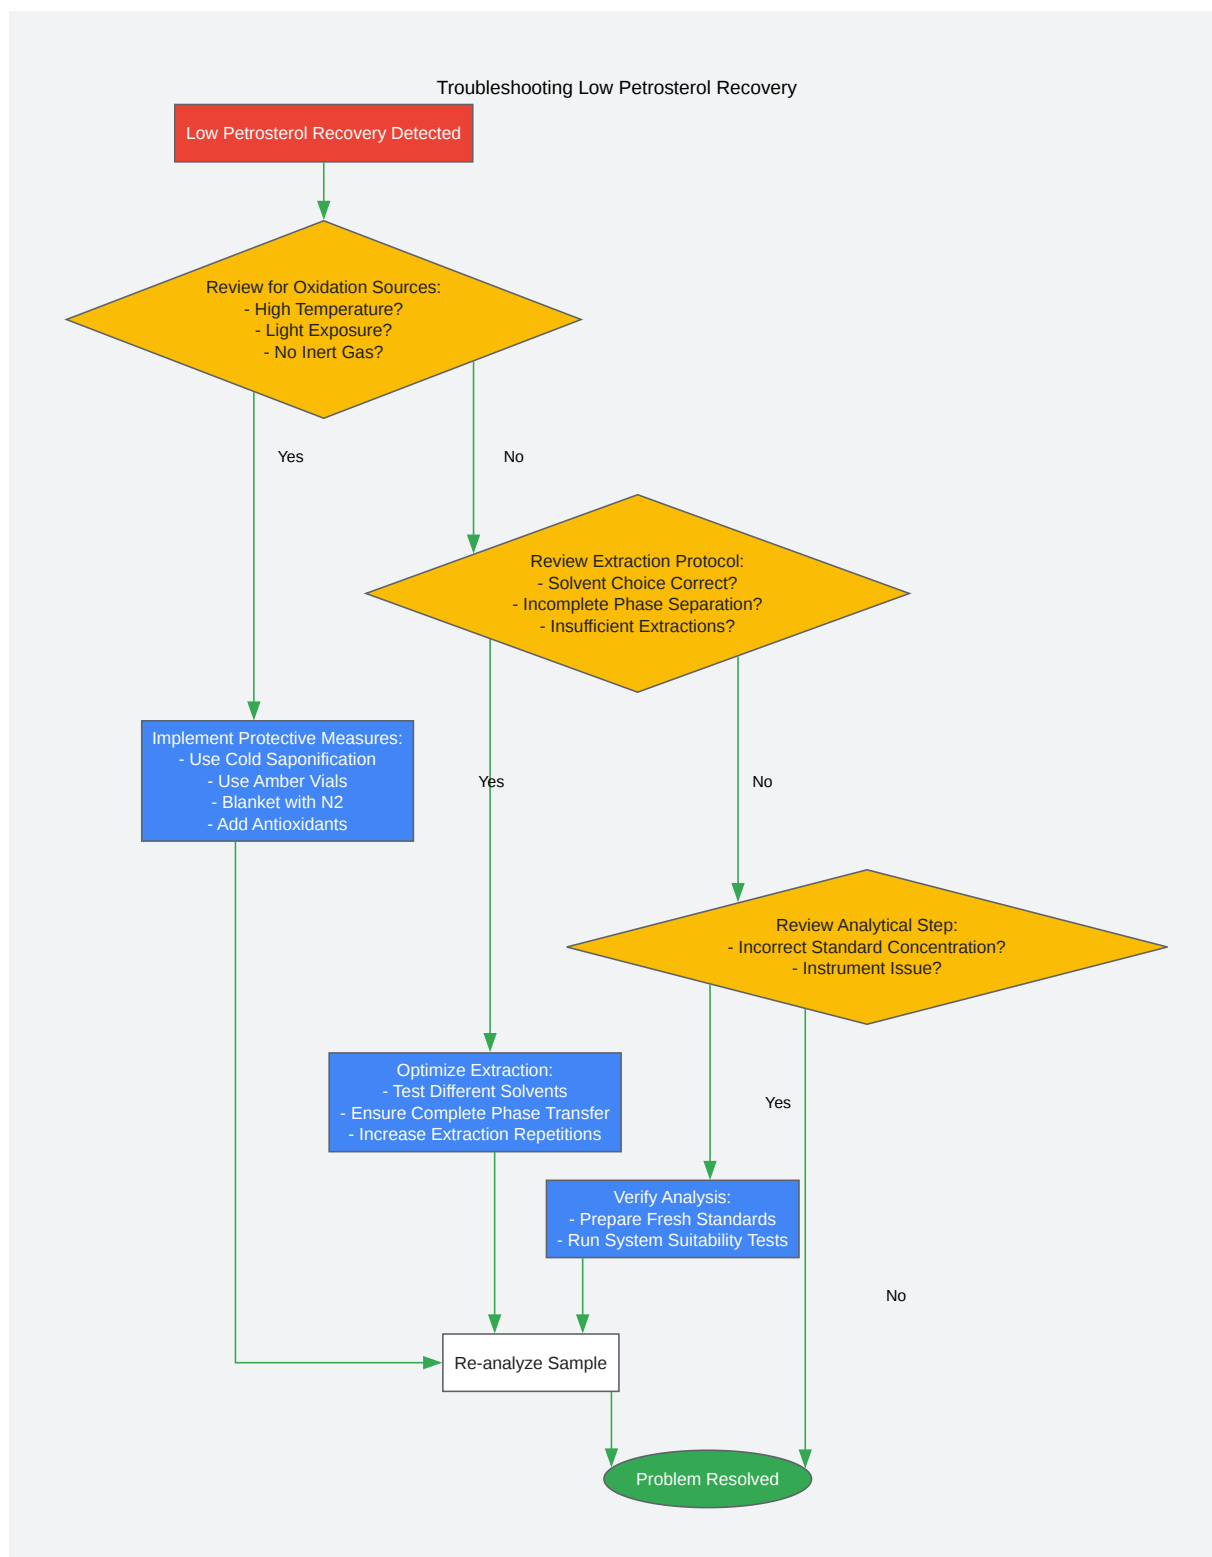 Troubleshooting Low Petrosterol Recovery
Low Petrosterol Recovery Detected
Review for Oxidation Sources:
- High Temperature?
- Light Exposure?
- No Inert Gas?
Yes
No
Review Extraction Protocol:
- Solvent Choice Correct?
- Incomplete Phase Separation?
- Insufficient Extractions?
Implement Protective Measures:
- Use Cold Saponification
- Use Amber Vials
- Blanket with N2
- Add Antioxidants
Yes
No
Review Analytical Step:
- Incorrect Standard Concentration?
- Instrument Issue?
Optimize Extraction:
- Test Different Solvents
- Ensure Complete Phase Transfer
- Increase Extraction Repetitions
Yes
Verify Analysis:
- Prepare Fresh Standards
- Run System Suitability Tests
No
Re-analyze Sample
Problem Resolved